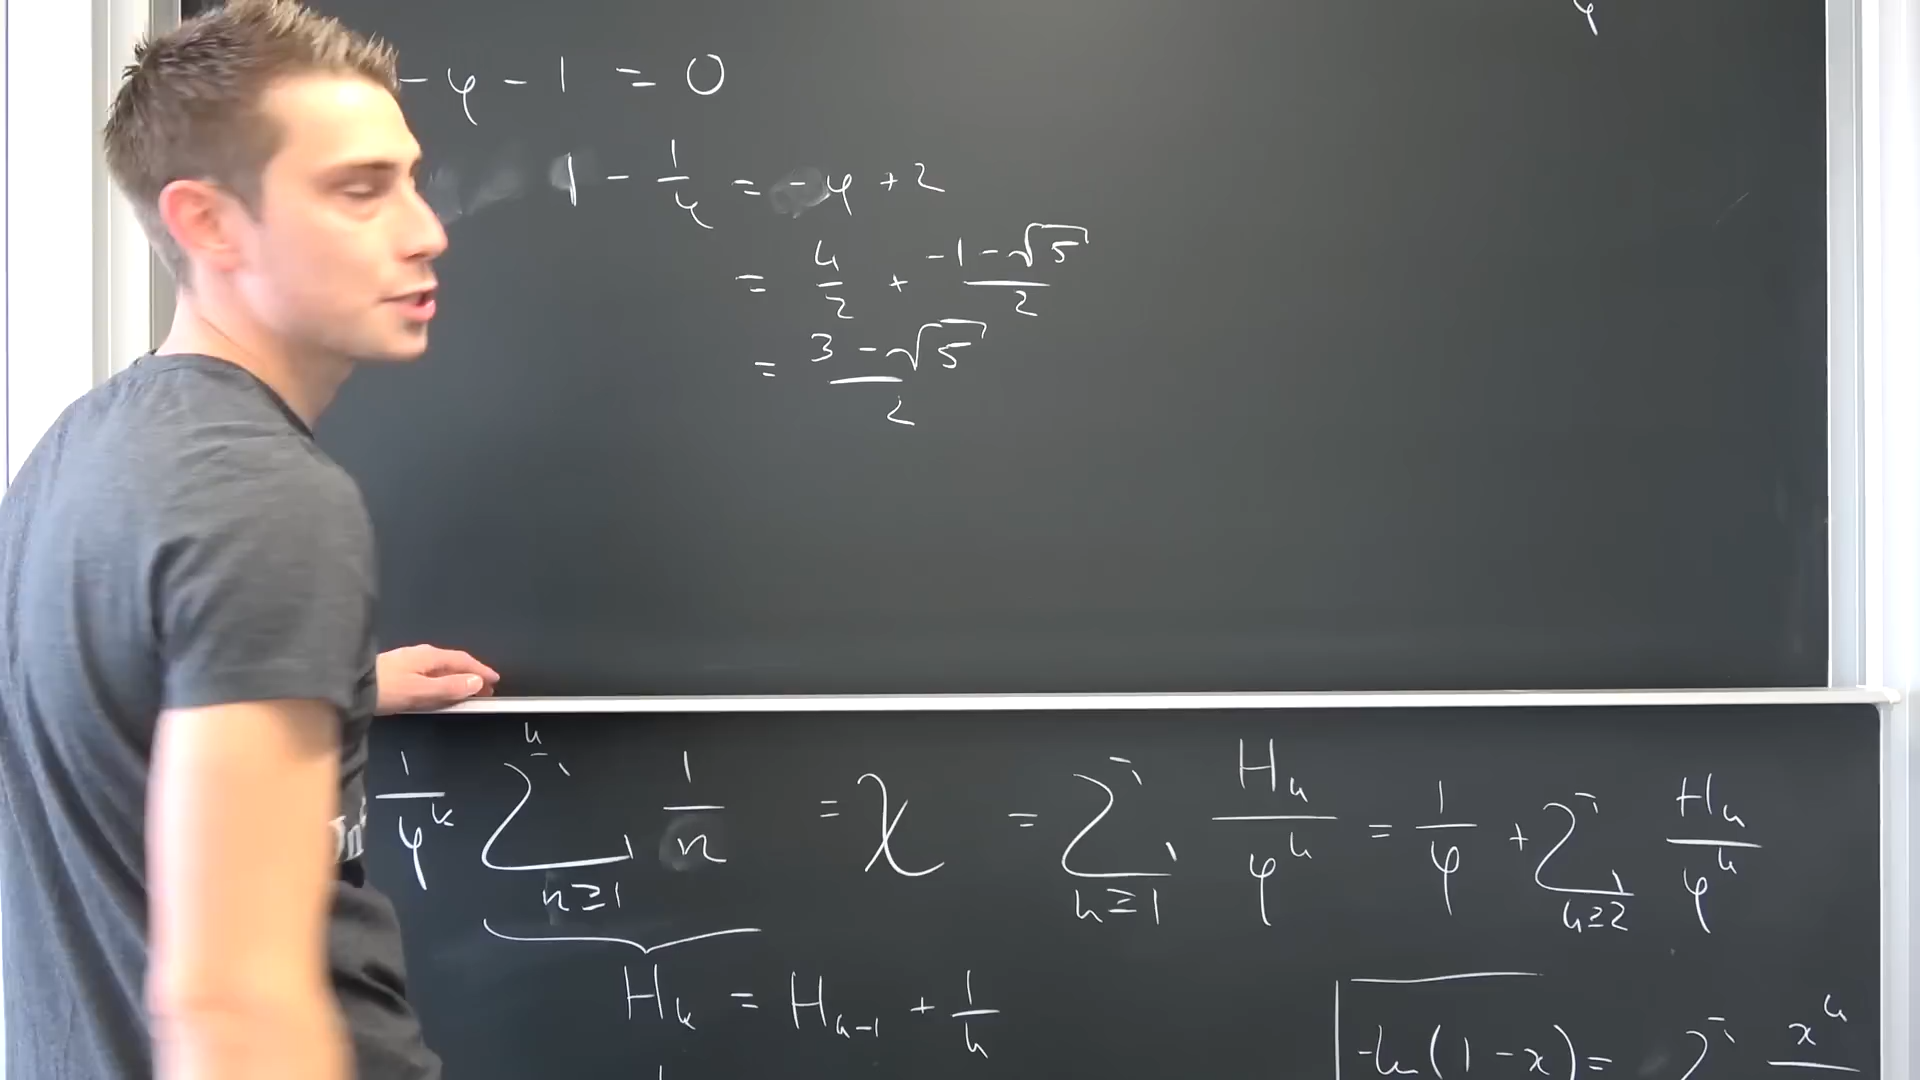 φ
- φ - 1 = 0
1 - 1/φ = -φ + 2
= 4/2 + (-1 - √5)/2
= (3 - √5)/2
1/φ^k ∑_{n≥1}^{k} 1/n = χ = ∑_{k≥1} H_k/φ^k = 1/φ + ∑_{k≥2} H_k/φ^k
H_k = H_{k-1} + 1/k
-ln(1-x) = ∑ x^k